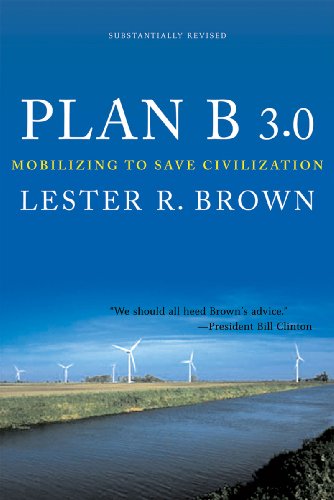 SUBSTANTIALLY REVISED
PLAN B 3.0
MOBILIZING TO SAVE CIVILIZATION
LESTER R. BROWN
"We should all heed Brown's advice."
—President Bill Clinton